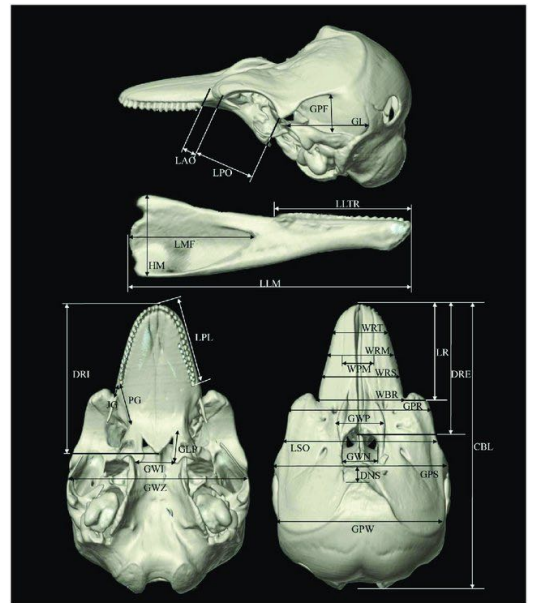 GPF
GL
LAO
LPO
LLTR
LMF
HM
LLM
LPL
DRI
JG
PG
GLP
GWI
GWZ
WRT
WRM
WPM
WRS
WBR
GPR
GWP
LSO
GWN
GPS
DNS
GPW
LR
DRE
CBL